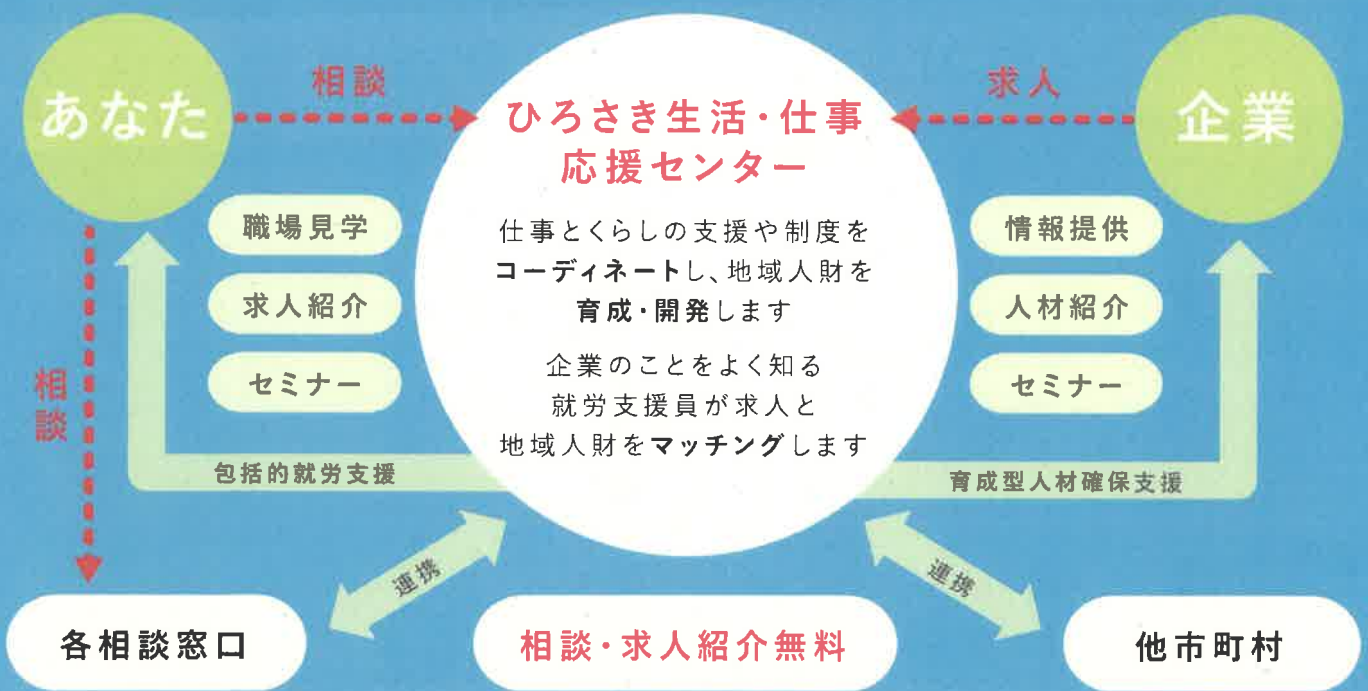 あなた
相談
ひろさき生活・仕事
応援センター
求人
企業
仕事とくらしの支援や制度を
コーディネートし、地域人財を
育成・開発します
企業のことをよく知る
就労支援員が求人と
地域人財をマッチングします
職場見学
求人紹介
セミナー
情報提供
人材紹介
セミナー
相談
包括的就労支援
育成型人材確保支援
連携
連携
各相談窓口
相談・求人紹介無料
他市町村